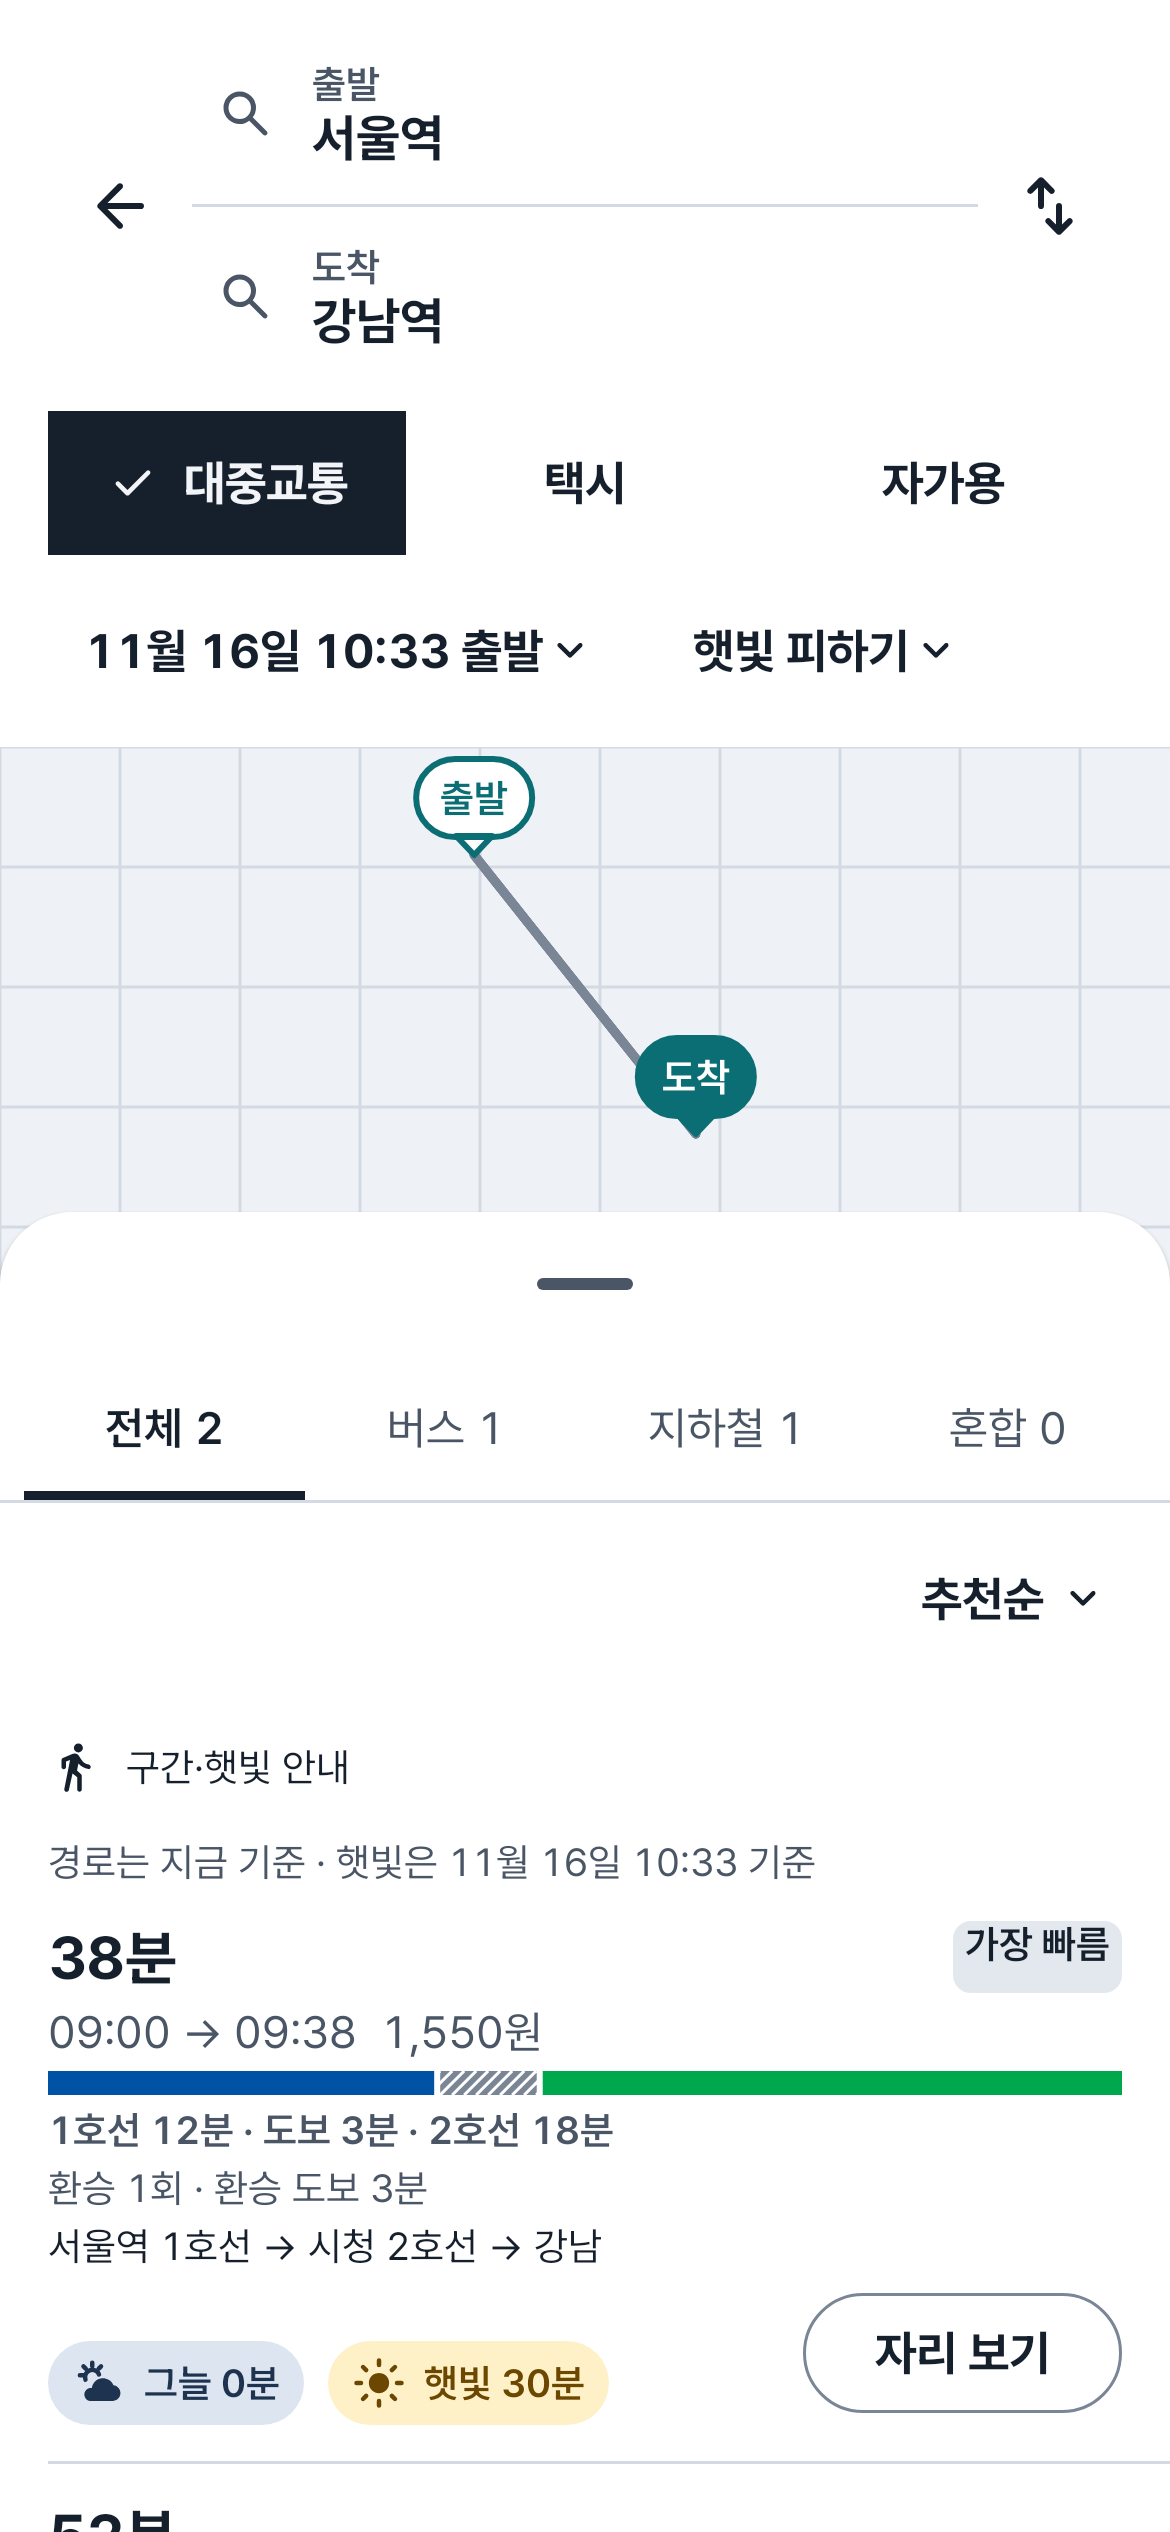 출발
서울역
도착
강남역
대중교통
택시
자가용
11월 16일 10:33 출발
햇빛 피하기
출발
도착
전체 2
버스 1
지하철 1
혼합 0
추천순
구간·햇빛 안내
경로는 지금 기준 · 햇빛은 11월 16일 10:33 기준
38분
가장 빠름
09:00 → 09:38 1,550원
1호선 12분 · 도보 3분 · 2호선 18분
환승 1회 · 환승 도보 3분
서울역 1호선 → 시청 2호선 → 강남
자리 보기
그늘 0분
햇빛 30분